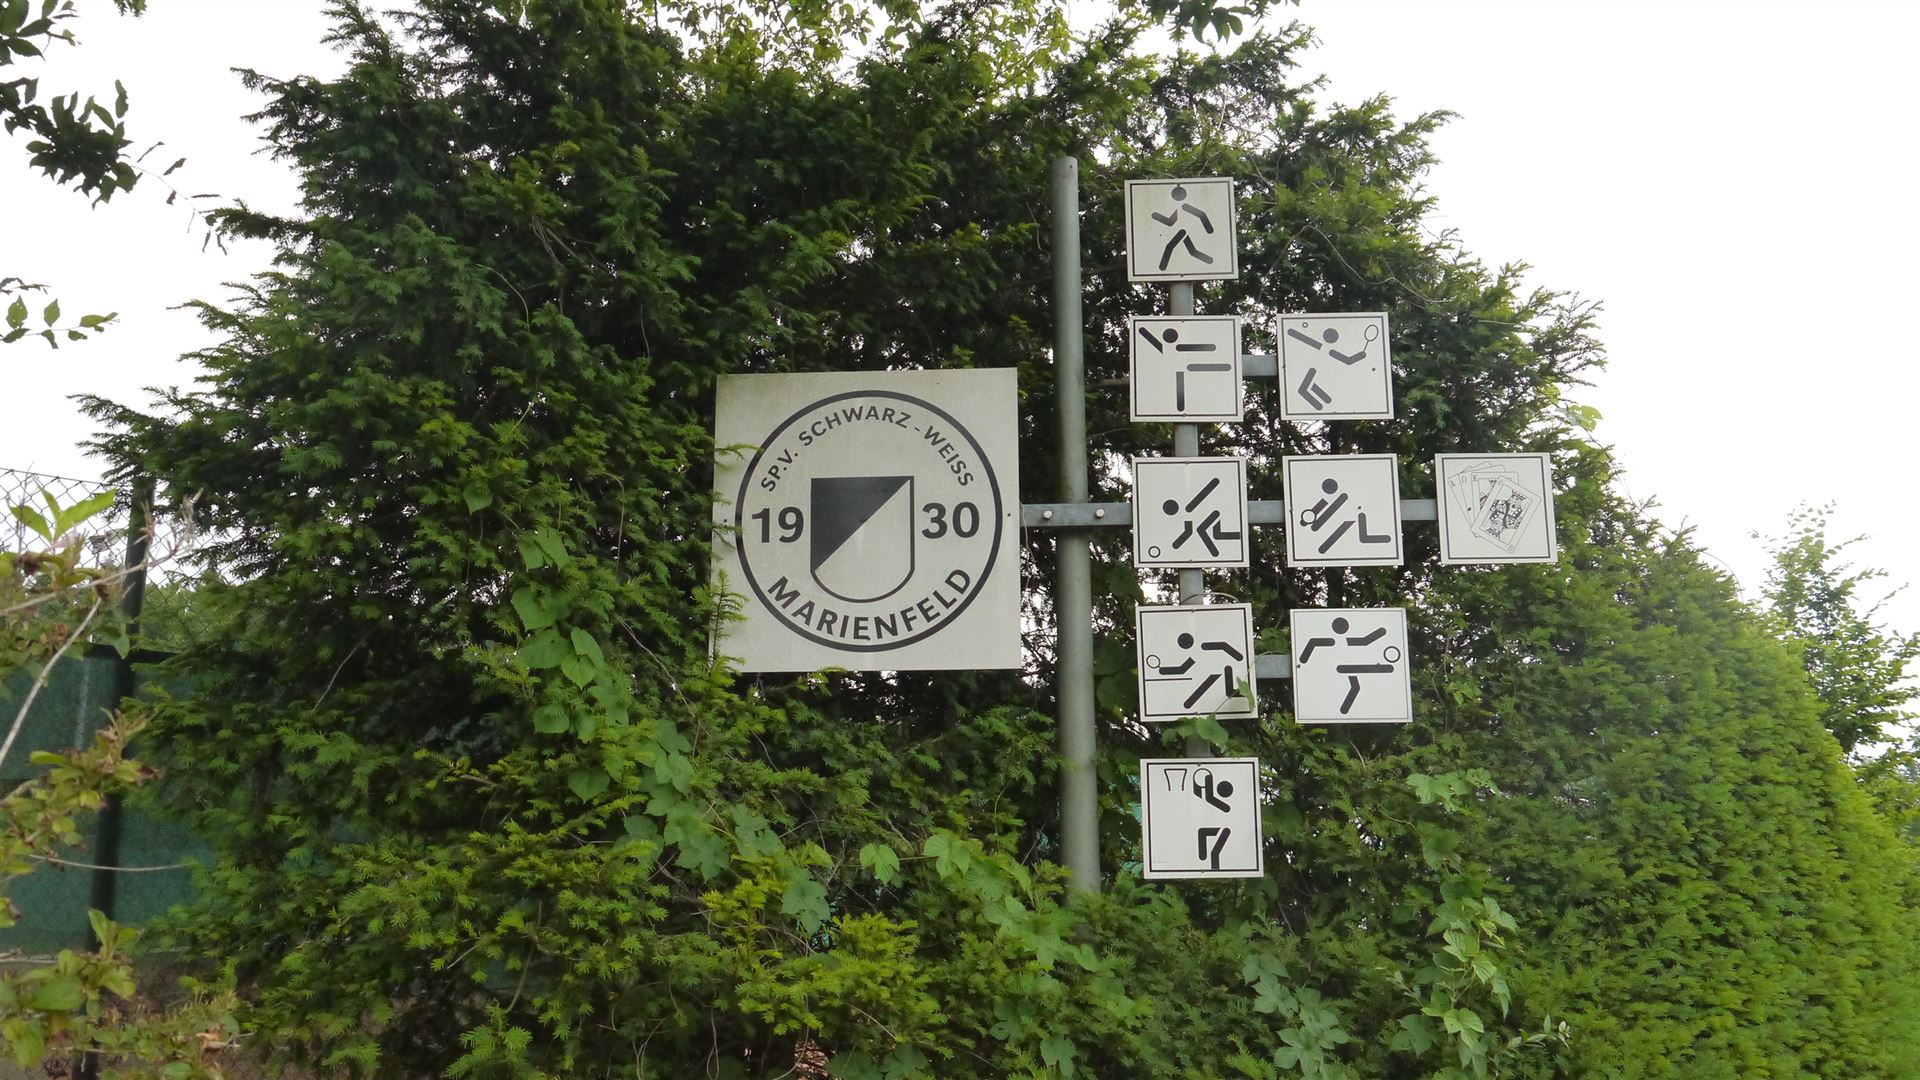 SP.V. SCHWARZ-WEISS
19 30
MARIENFELD
A D K